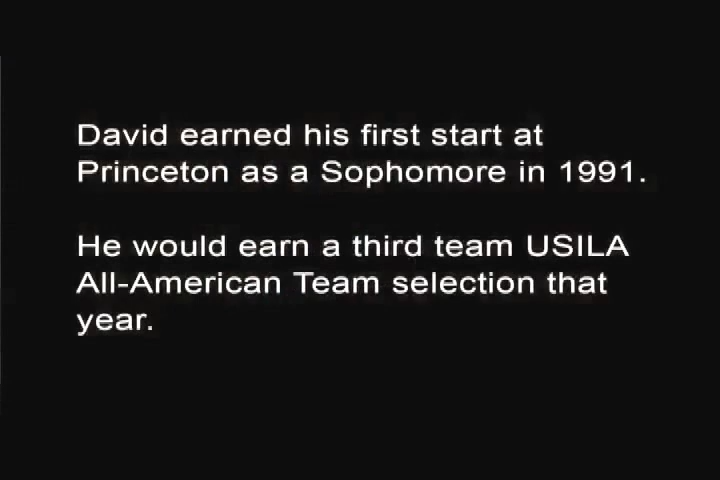 David earned his first start at
Princeton as a Sophomore in 1991.
He would earn a third team USILA
All-American Team selection that
year.